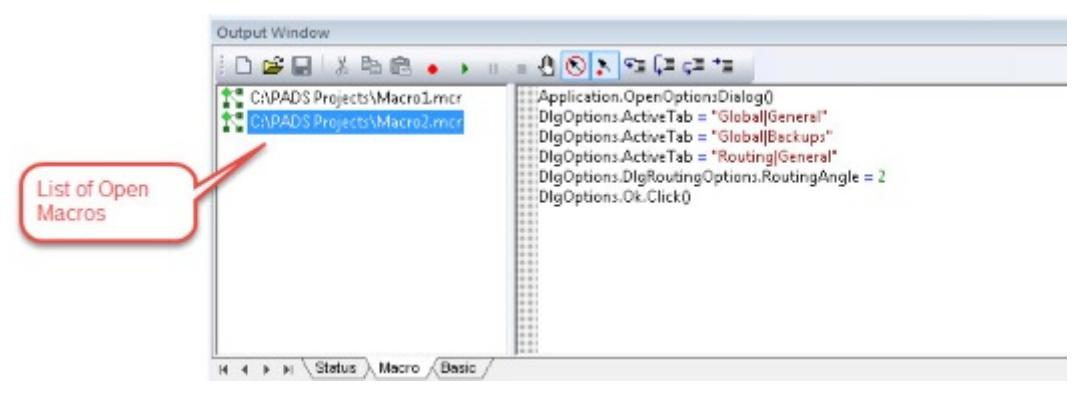 Output Window
C:\PADS Projects\Macro1.mcr
C:\PADS Projects\Macro2.mcr
List of Open
Macros
Application.OpenOptionsDialog()
DlgOptions.ActiveTab = "Global|General"
DlgOptions.ActiveTab = "Global|Backups"
DlgOptions.ActiveTab = "Routing|General"
DlgOptions.DlgRoutingOptions.RoutingAngle = 2
DlgOptions.Ok.Click()
Status Macro Basic